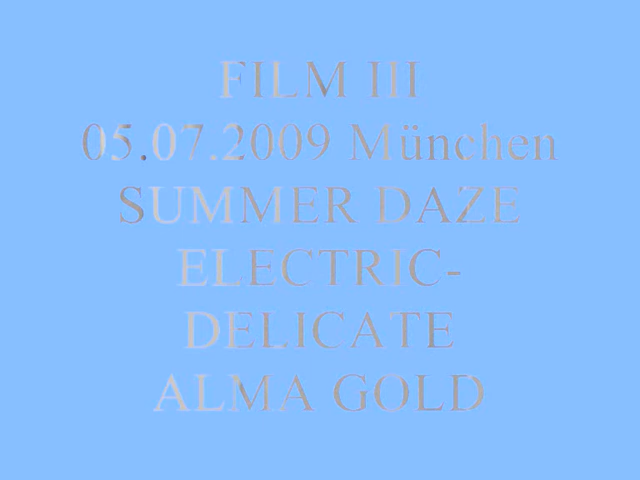 FILM III
05.07.2009 München
SUMMER DAZE
ELECTRIC-
DELICATE
ALMA GOLD